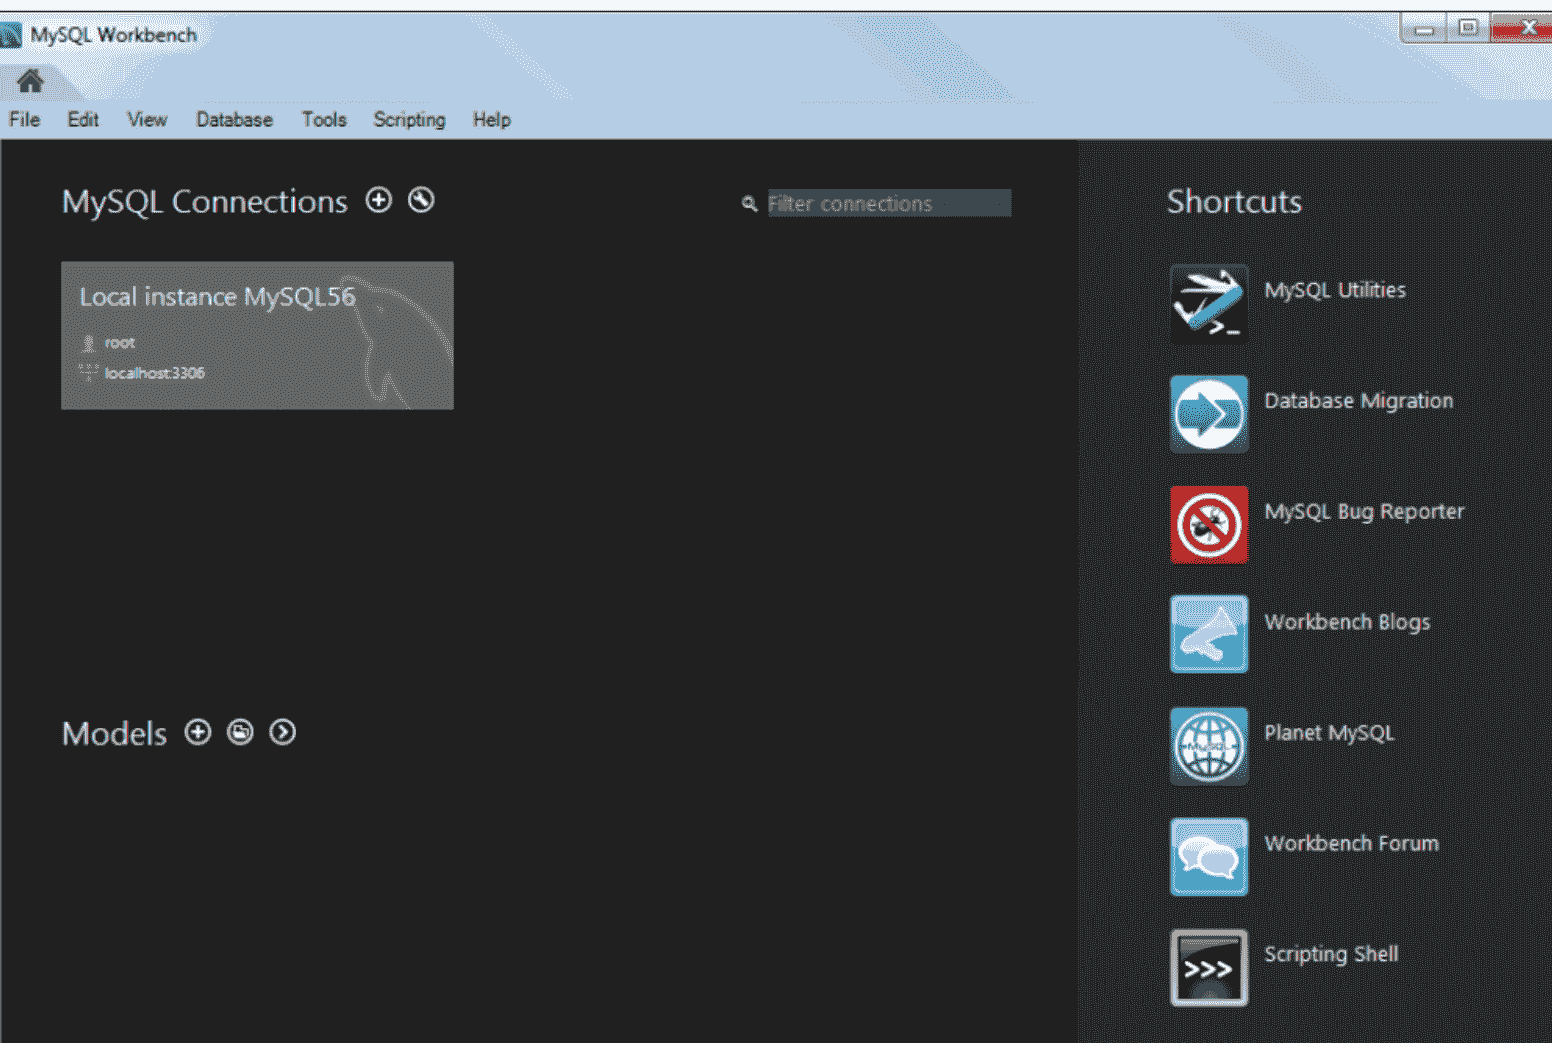 MySQL Workbench
File Edit View Database Tools Scripting Help
MySQL Connections
Filter connections
Local instance MySQL56
root
localhost:3306
Models
Shortcuts
MySQL Utilities
Database Migration
MySQL Bug Reporter
Workbench Blogs
MySQL
Planet MySQL
Workbench Forum
>>>
Scripting Shell